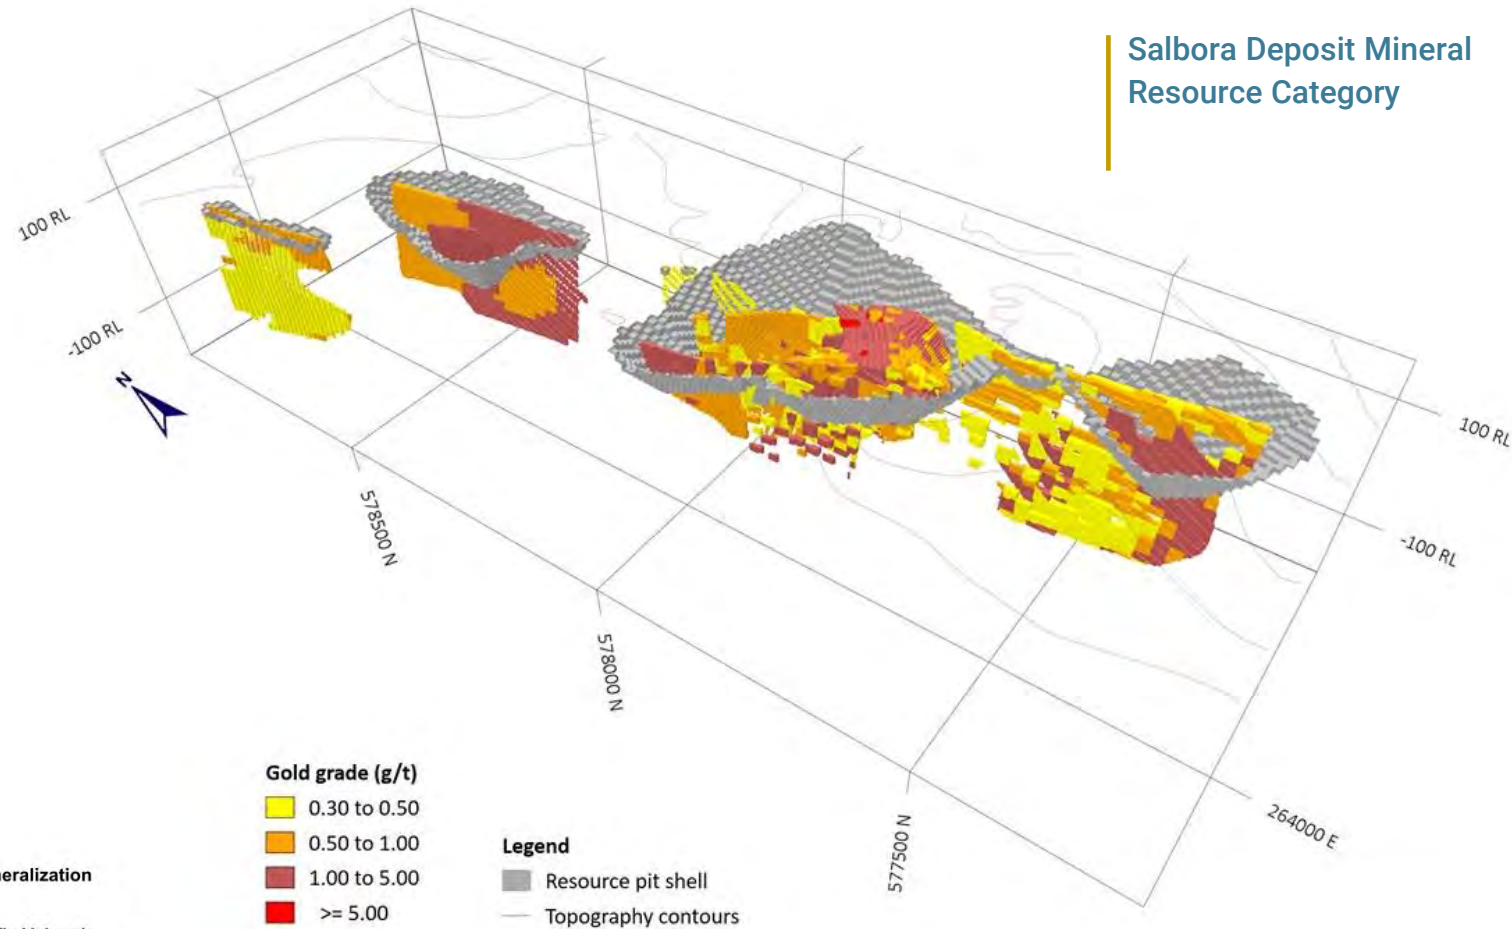 Salbora Deposit Mineral
Resource Category
100 RL
-100 RL
N
578500 N
578000 N
577500 N
264000 E
100 RL
-100 RL
Gold grade (g/t)
0.30 to 0.50
0.50 to 1.00
1.00 to 5.00
>= 5.00
Legend
Resource pit shell
Topography contours
eralization